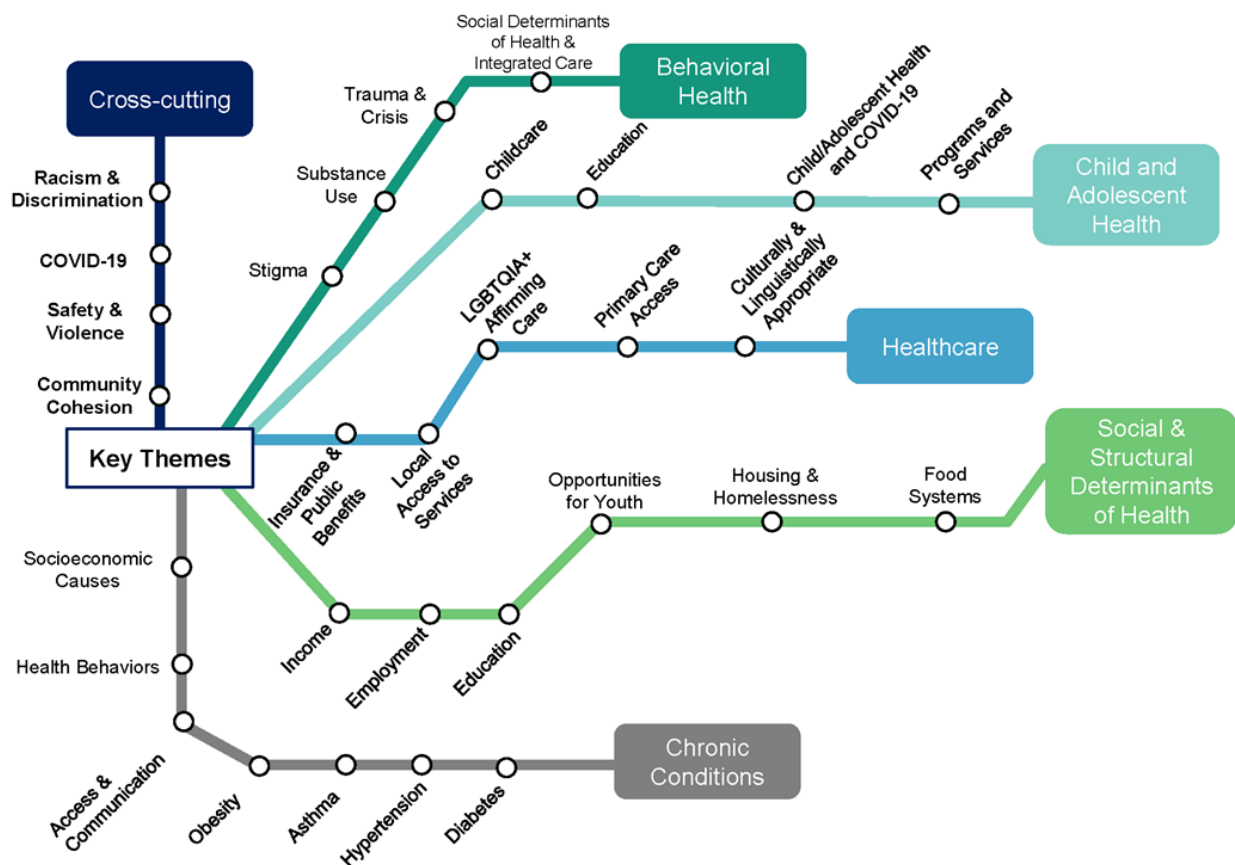 Cross-cutting
Racism &
Discrimination
COVID-19
Safety &
Violence
Community
Cohesion
Key Themes
Stigma
Substance
Use
Trauma &
Crisis
Social Determinants
of Health &
Integrated Care
Behavioral
Health
Childcare
Education
Child/Adolescent Health
and COVID-19
Programs and
Services
Child and
Adolescent
Health
Insurance &
Public
Benefits
Local
Access to
Services
LGBTQIA+
Affirming
Care
Primary Care
Access
Culturally &
Linguistically
Appropriate
Healthcare
Income
Employment
Education
Opportunities
for Youth
Housing &
Homelessness
Food
Systems
Social &
Structural
Determinants
of Health
Socioeconomic
Causes
Health Behaviors
Access &
Communication
Obesity
Asthma
Hypertension
Diabetes
Chronic
Conditions